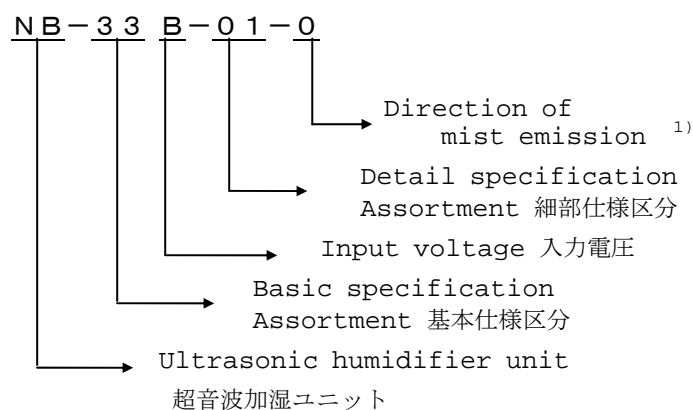 NB-33 B-01-0
Direction of
mist emission 1)
Detail specification
Assortment 細部仕様区分
Input voltage 入力電圧
Basic specification
Assortment 基本仕様区分
Ultrasonic humidifier unit
超音波加湿ユニット